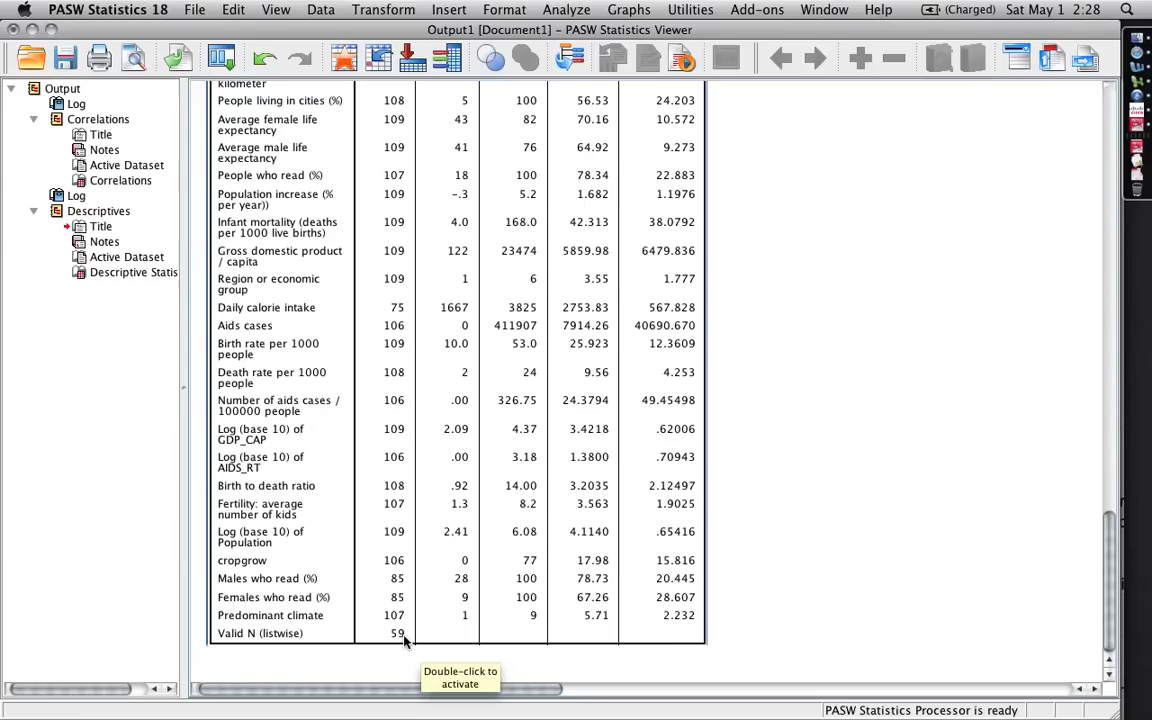 PASW Statistics 18 File Edit View Data Transform Insert Format Analyze Graphs Utilities Add-ons Window Help (Charged) Sat May 1 2:28
Output1 [Document1] – PASW Statistics Viewer
Output
Log
Correlations
Title
Notes
Active Dataset
Correlations
Log
Descriptives
Title
Notes
Active Dataset
Descriptive Statis
kilometer
People living in cities (%) 108 5 100 56.53 24.203
Average female life 109 43 82 70.16 10.572
expectancy
Average male life 109 41 76 64.92 9.273
expectancy
People who read (%) 107 18 100 78.34 22.883
Population increase (% 109 -.3 5.2 1.682 1.1976
per year))
Infant mortality (deaths 109 4.0 168.0 42.313 38.0792
per 1000 live births)
Gross domestic product 109 122 23474 5859.98 6479.836
/ capita
Region or economic 109 1 6 3.55 1.777
group
Daily calorie intake 75 1667 3825 2753.83 567.828
Aids cases 106 0 411907 7914.26 40690.670
Birth rate per 1000 109 10.0 53.0 25.923 12.3609
people
Death rate per 1000 108 2 24 9.56 4.253
people
Number of aids cases / 106 .00 326.75 24.3794 49.45498
100000 people
Log (base 10) of 109 2.09 4.37 3.4218 .62006
GDP_CAP
Log (base 10) of 106 .00 3.18 1.3800 .70943
AIDS_RT
Birth to death ratio 108 .92 14.00 3.2035 2.12497
Fertility: average 107 1.3 8.2 3.563 1.9025
number of kids
Log (base 10) of 109 2.41 6.08 4.1140 .65416
Population
cropgrow 106 0 77 17.98 15.816
Males who read (%) 85 28 100 78.73 20.445
Females who read (%) 85 9 100 67.26 28.607
Predominant climate 107 1 9 5.71 2.232
Valid N (listwise) 59
Double-click to
activate
PASW Statistics Processor is ready